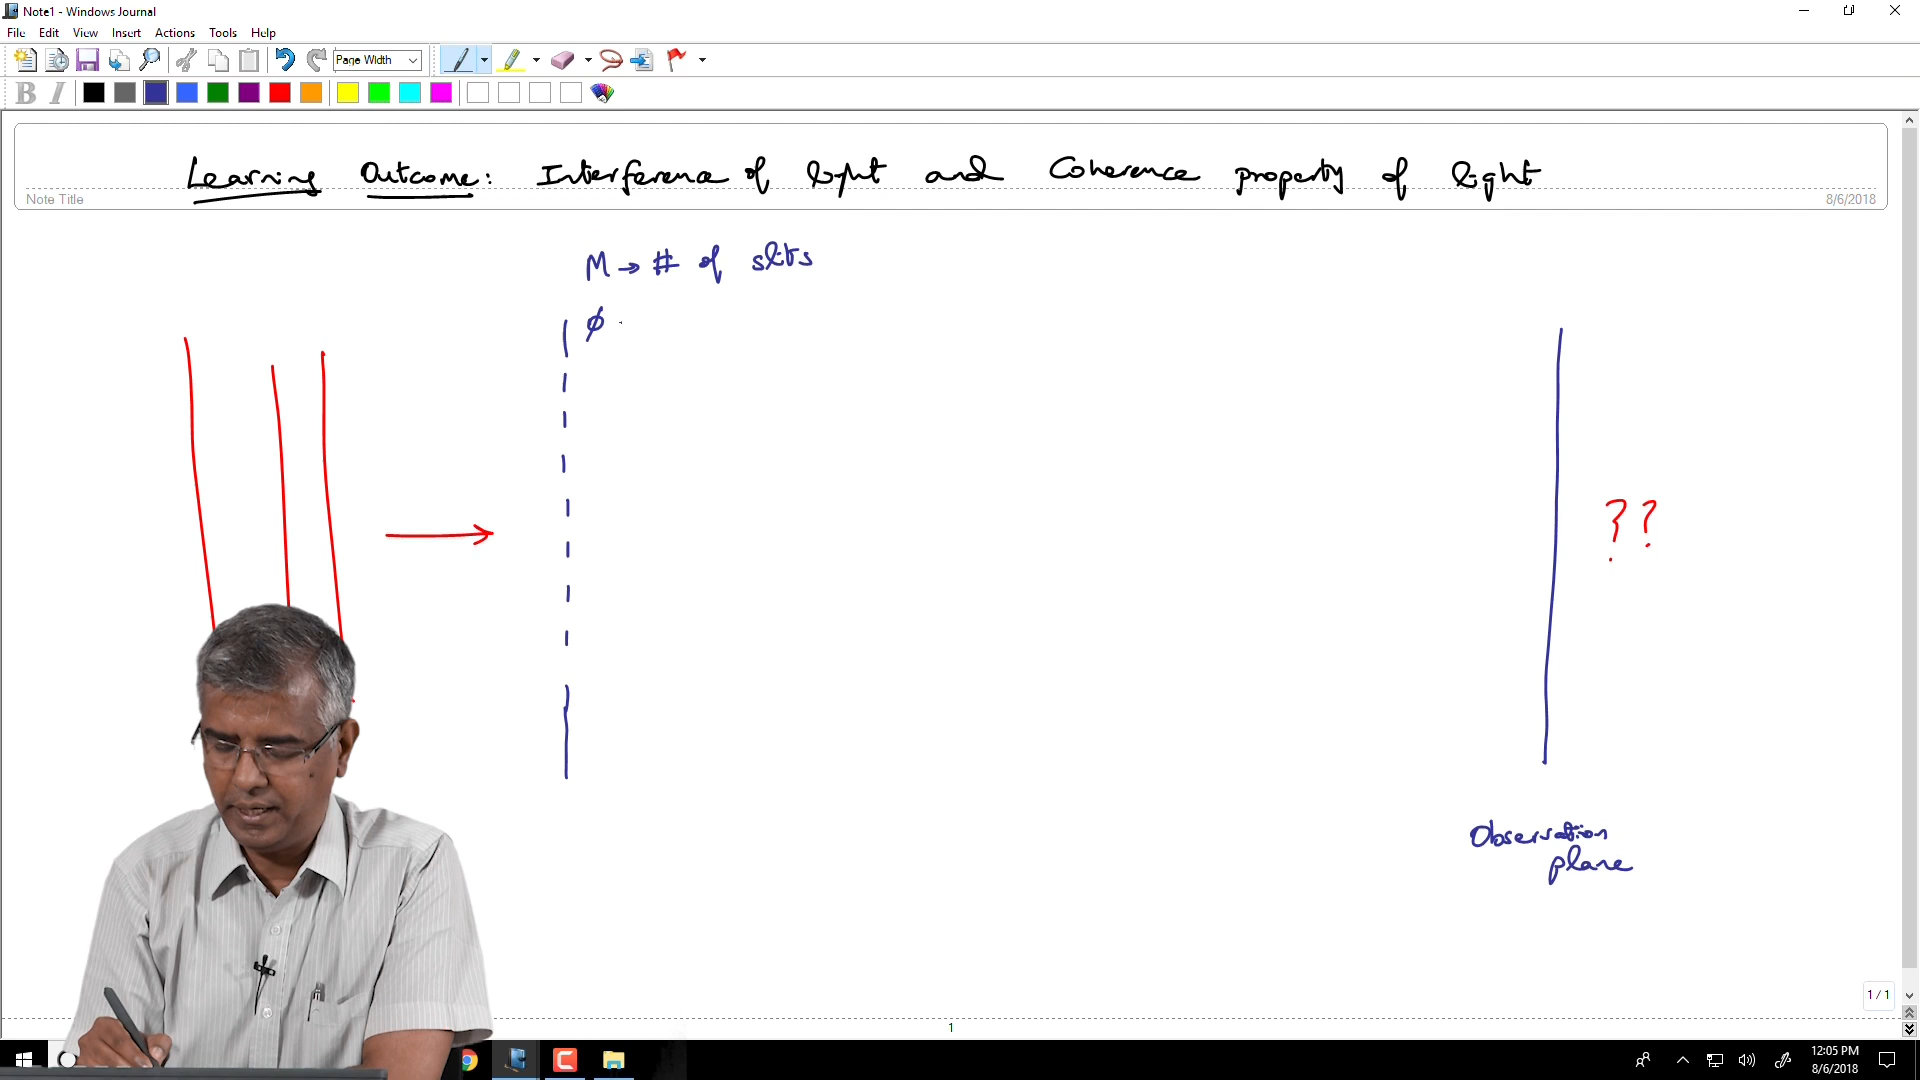 Note1 - Windows Journal
File Edit View Insert Actions Tools Help
Page Width
B I
Learning Outcome: Interference of light and Coherence property of light
Note Title
8/6/2018
M → # of slits
φ
??
Observation
plane
1 / 1
1
12:05 PM
8/6/2018